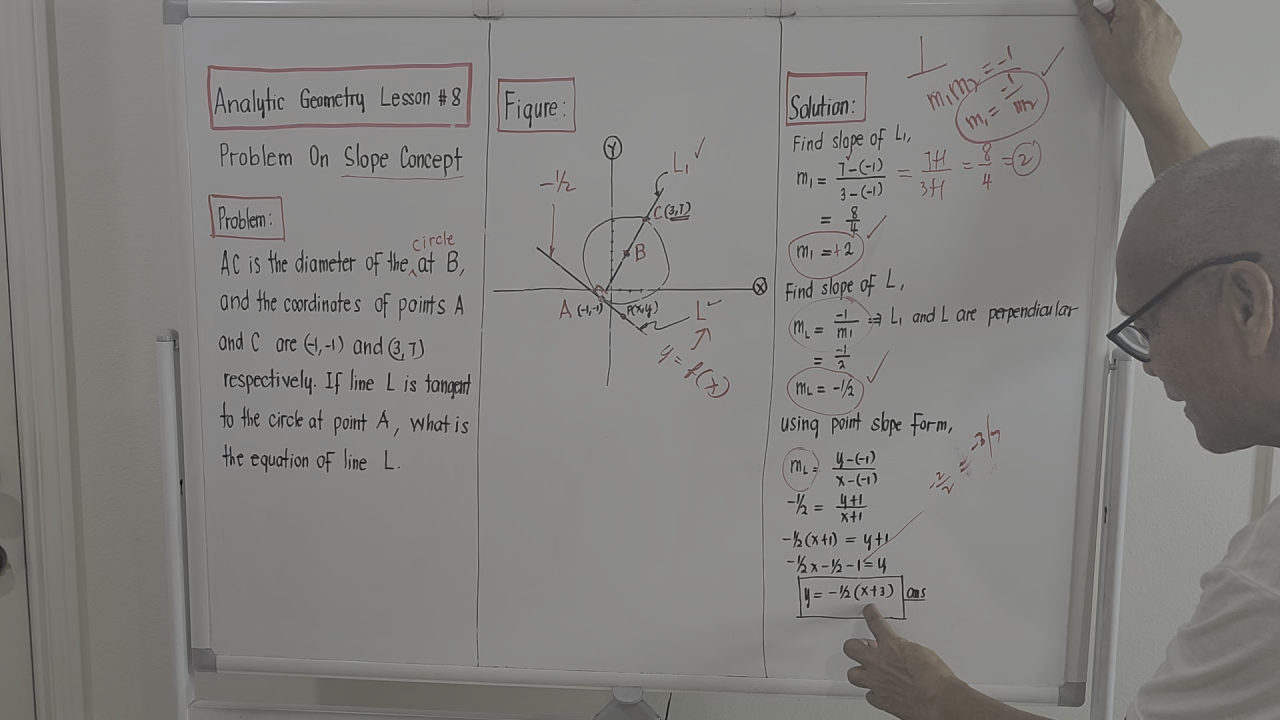 Analytic Geometry Lesson #8
Problem On Slope Concept
Problem:
circle
AC is the diameter of the ^ at B,
and the coordinates of points A
and C are (-1,-1) and (3,7)
respectively. If line L is tangent
to the circle at point A, what is
the equation of line L.
Figure:
Y
L₁ ✓
-1/2
C(3,7)
B
X
A (-1,-1)
P(x,y)
L ✓
y = f(x)
Solution:
⊥
m₁m₂ = -1
m₁ = -1/m₂ ✓
Find slope of L₁,
m₁ = 7-(-1)/3-(-1) = 7+1/3+1 = 8/4 = 2
= 8/4
m₁ = +2 ✓
Find slope of L,
m_L = -1/m₁ ⇒ L₁ and L are perpendicular
= -1/2
m_L = -1/2 ✓
using point slope form,
m_L = y-(-1)/x-(-1)
-1/2 = y+1/x+1
-1/2(x+1) = y+1
-1/2x-1/2-1=y
y = -1/2(x+3) ans